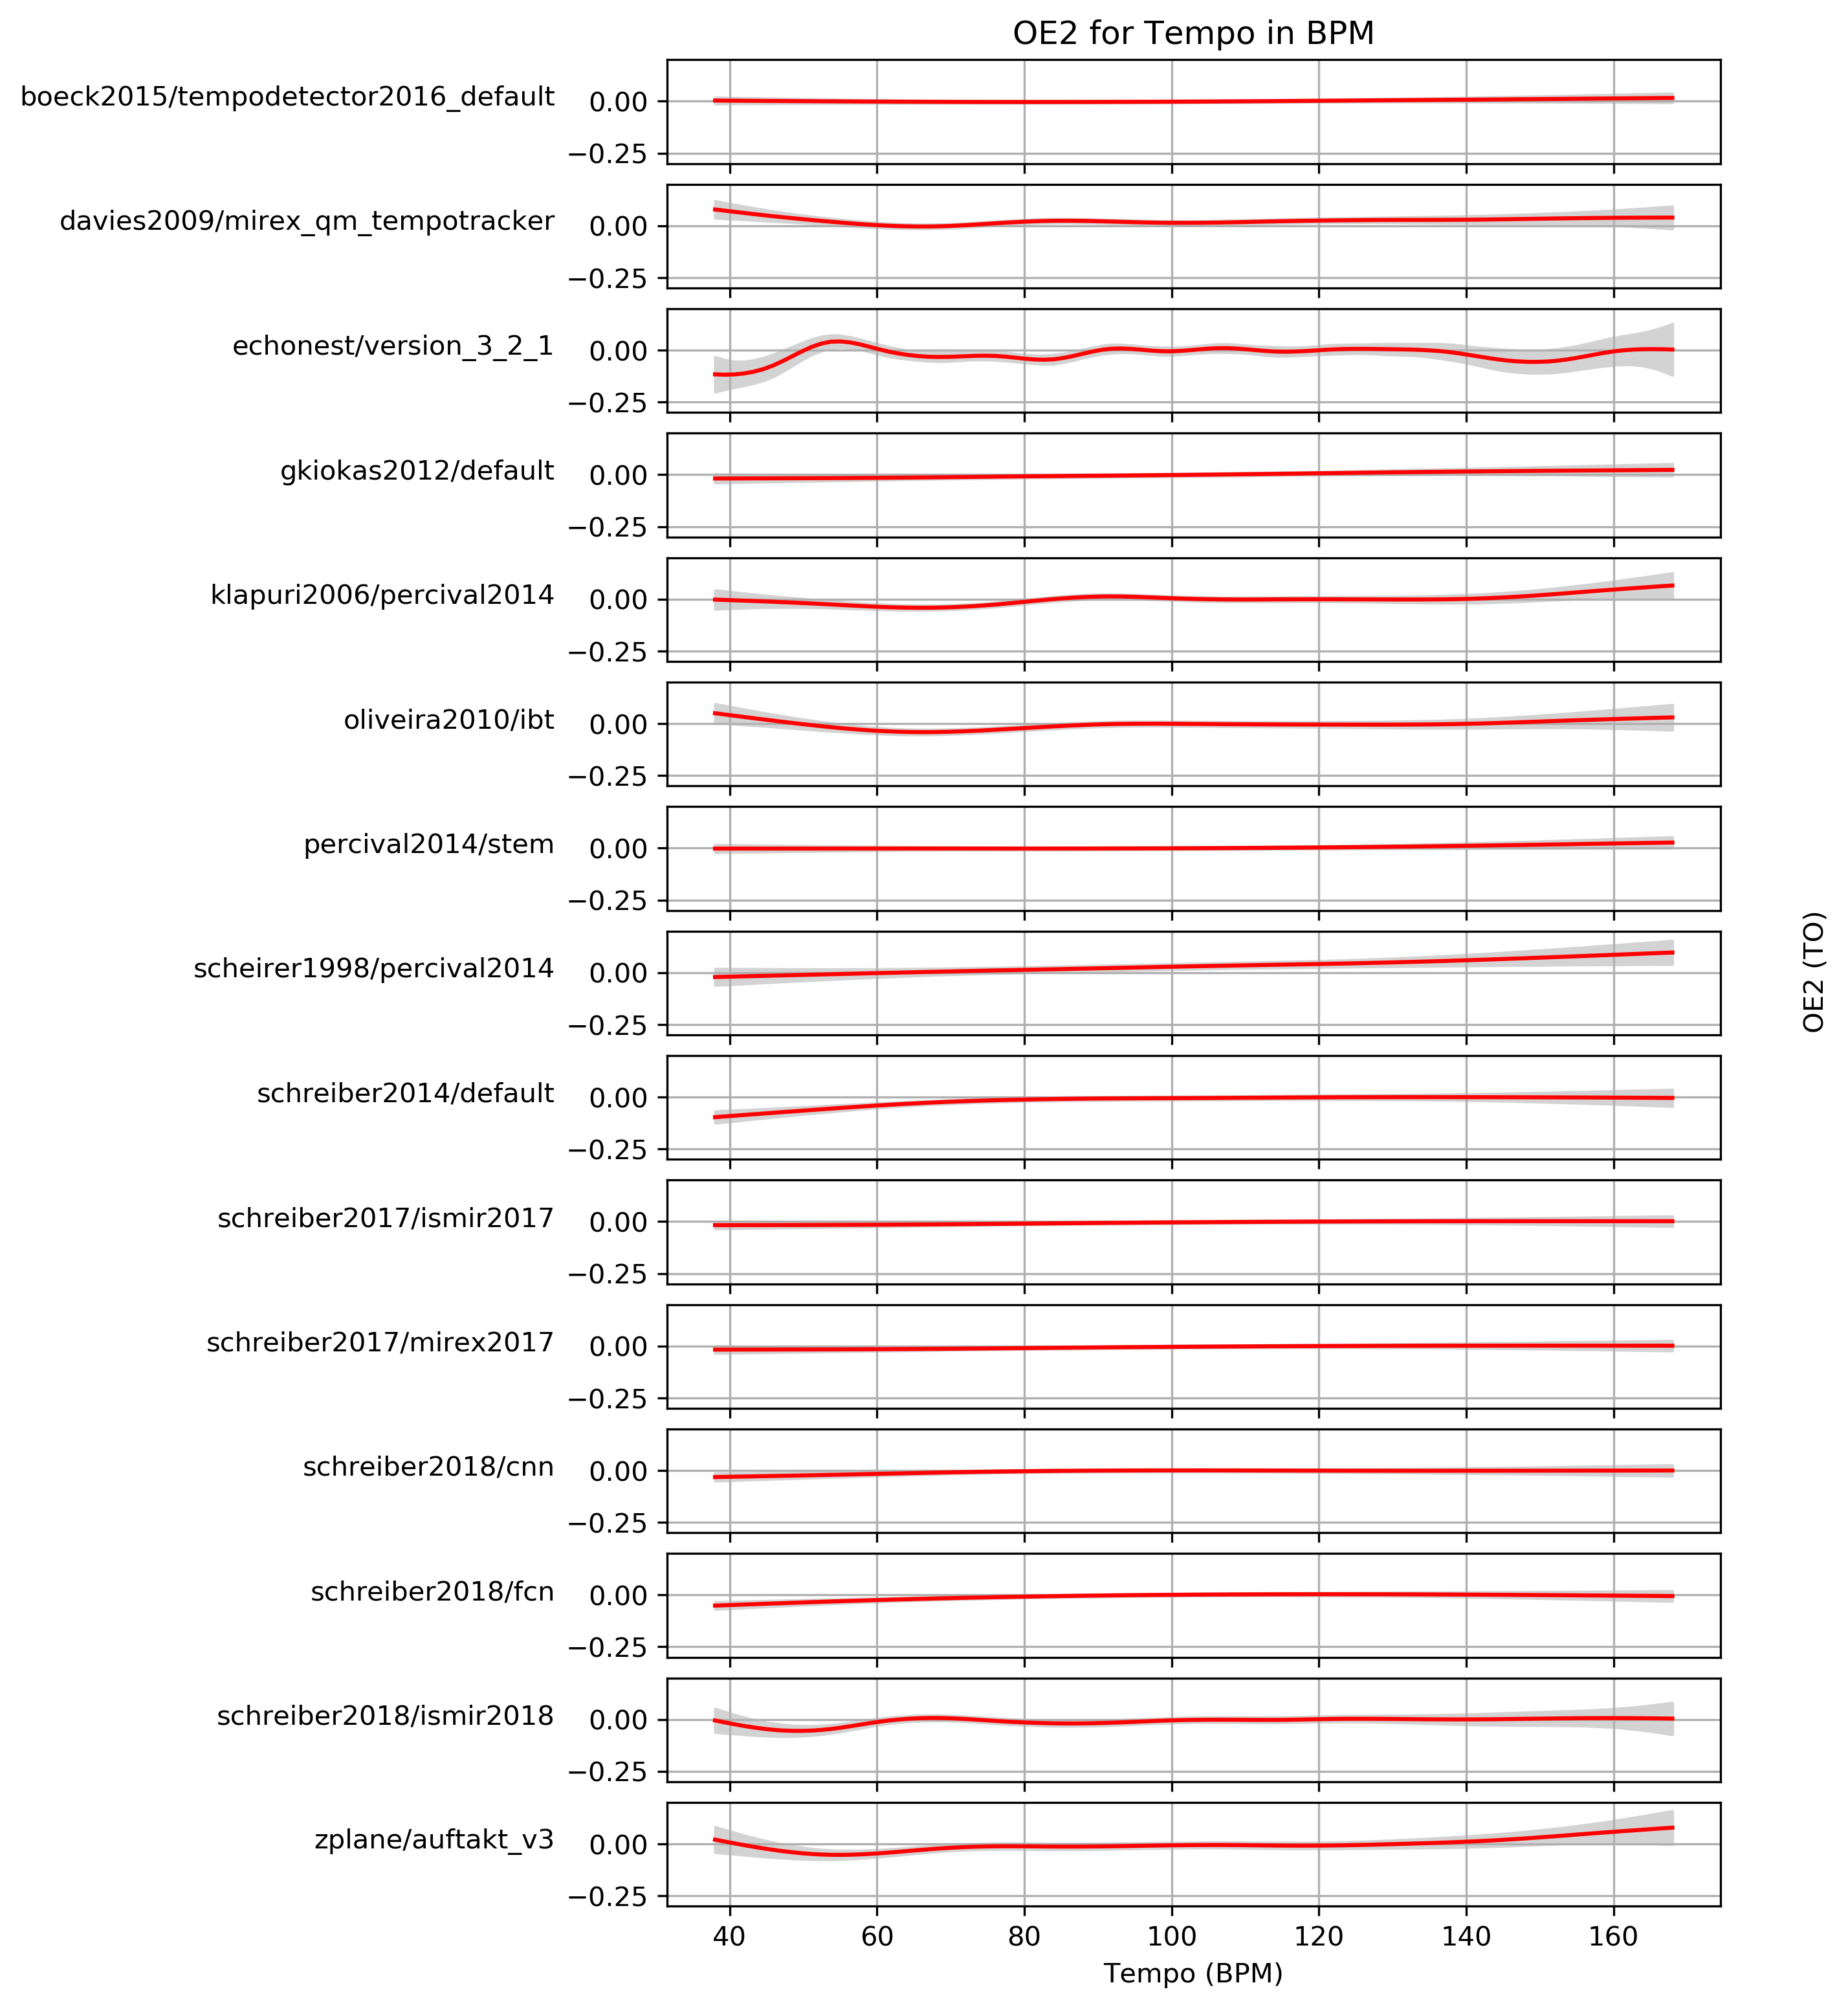 OE2 for Tempo in BPM
boeck2015/tempodetector2016_default
0.00
−0.25
davies2009/mirex_qm_tempotracker
0.00
−0.25
echonest/version_3_2_1
0.00
−0.25
gkiokas2012/default
0.00
−0.25
klapuri2006/percival2014
0.00
−0.25
oliveira2010/ibt
0.00
−0.25
percival2014/stem
0.00
−0.25
scheirer1998/percival2014
0.00
−0.25
OE2 (TO)
schreiber2014/default
0.00
−0.25
schreiber2017/ismir2017
0.00
−0.25
schreiber2017/mirex2017
0.00
−0.25
schreiber2018/cnn
0.00
−0.25
schreiber2018/fcn
0.00
−0.25
schreiber2018/ismir2018
0.00
−0.25
zplane/auftakt_v3
0.00
−0.25
40 60 80 100 120 140 160
Tempo (BPM)